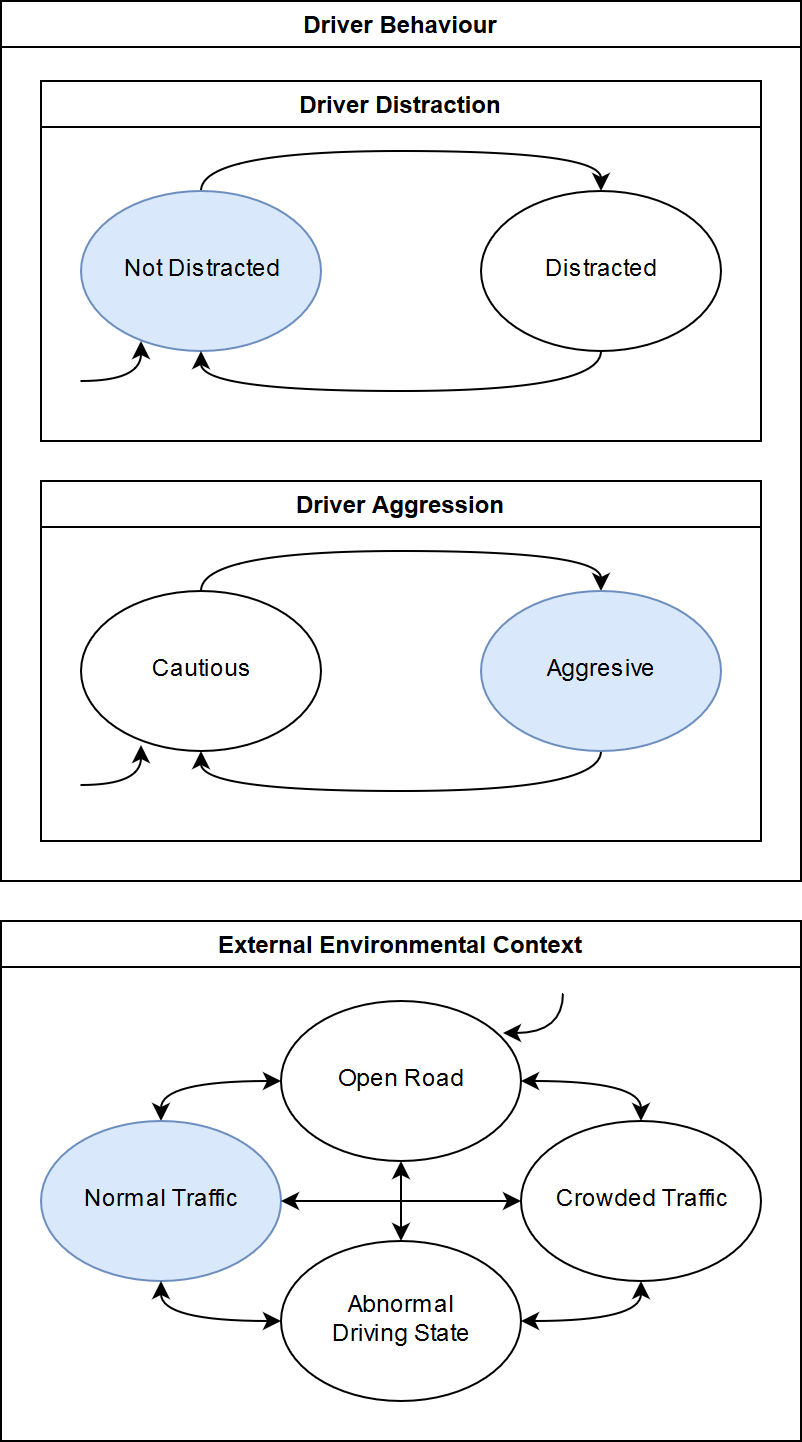 Driver Behaviour
Driver Distraction
Not Distracted
Distracted
Driver Aggression
Cautious
Aggresive
External Environmental Context
Open Road
Normal Traffic
Crowded Traffic
Abnormal
Driving State